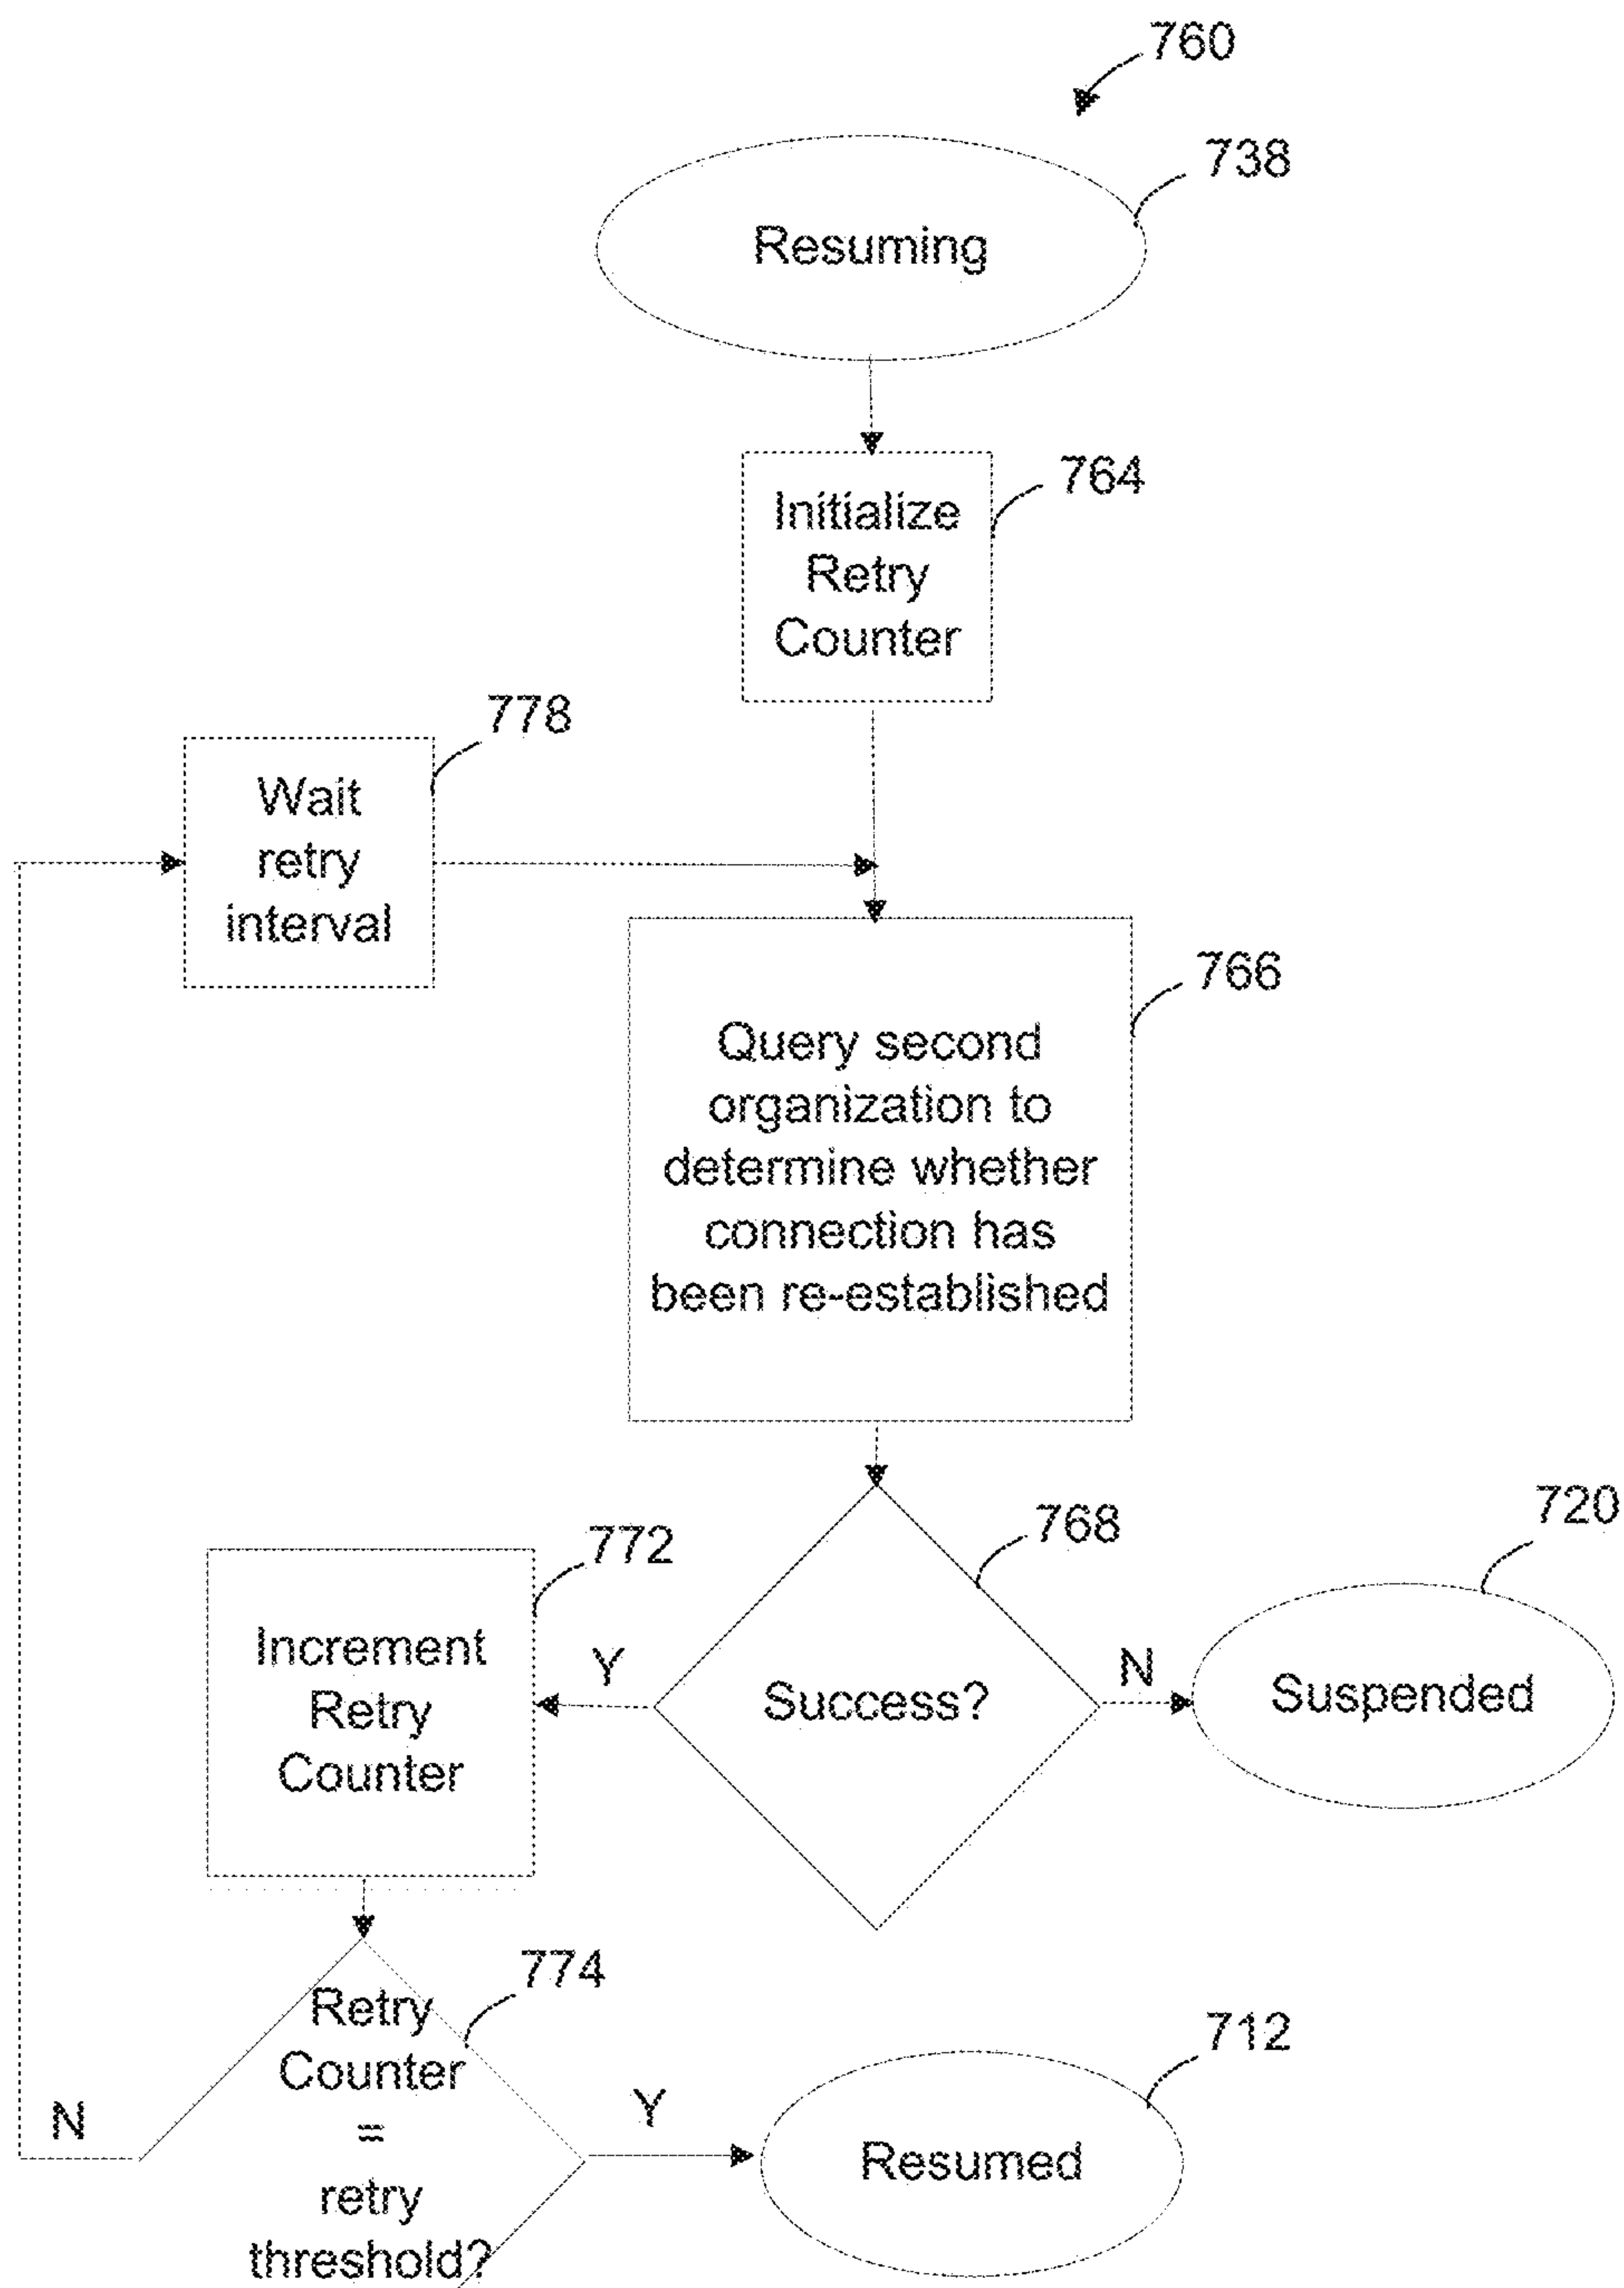 760
738
Resuming
764
Initialize
Retry
Counter
778
Wait
retry
interval
766
Query second
organization to
determine whether
connection has
been re-established
768
720
772
Increment
Retry
Counter
Y
Success?
N
Suspended
774
Retry
Counter
=
retry
threshold?
N
Y
712
Resumed